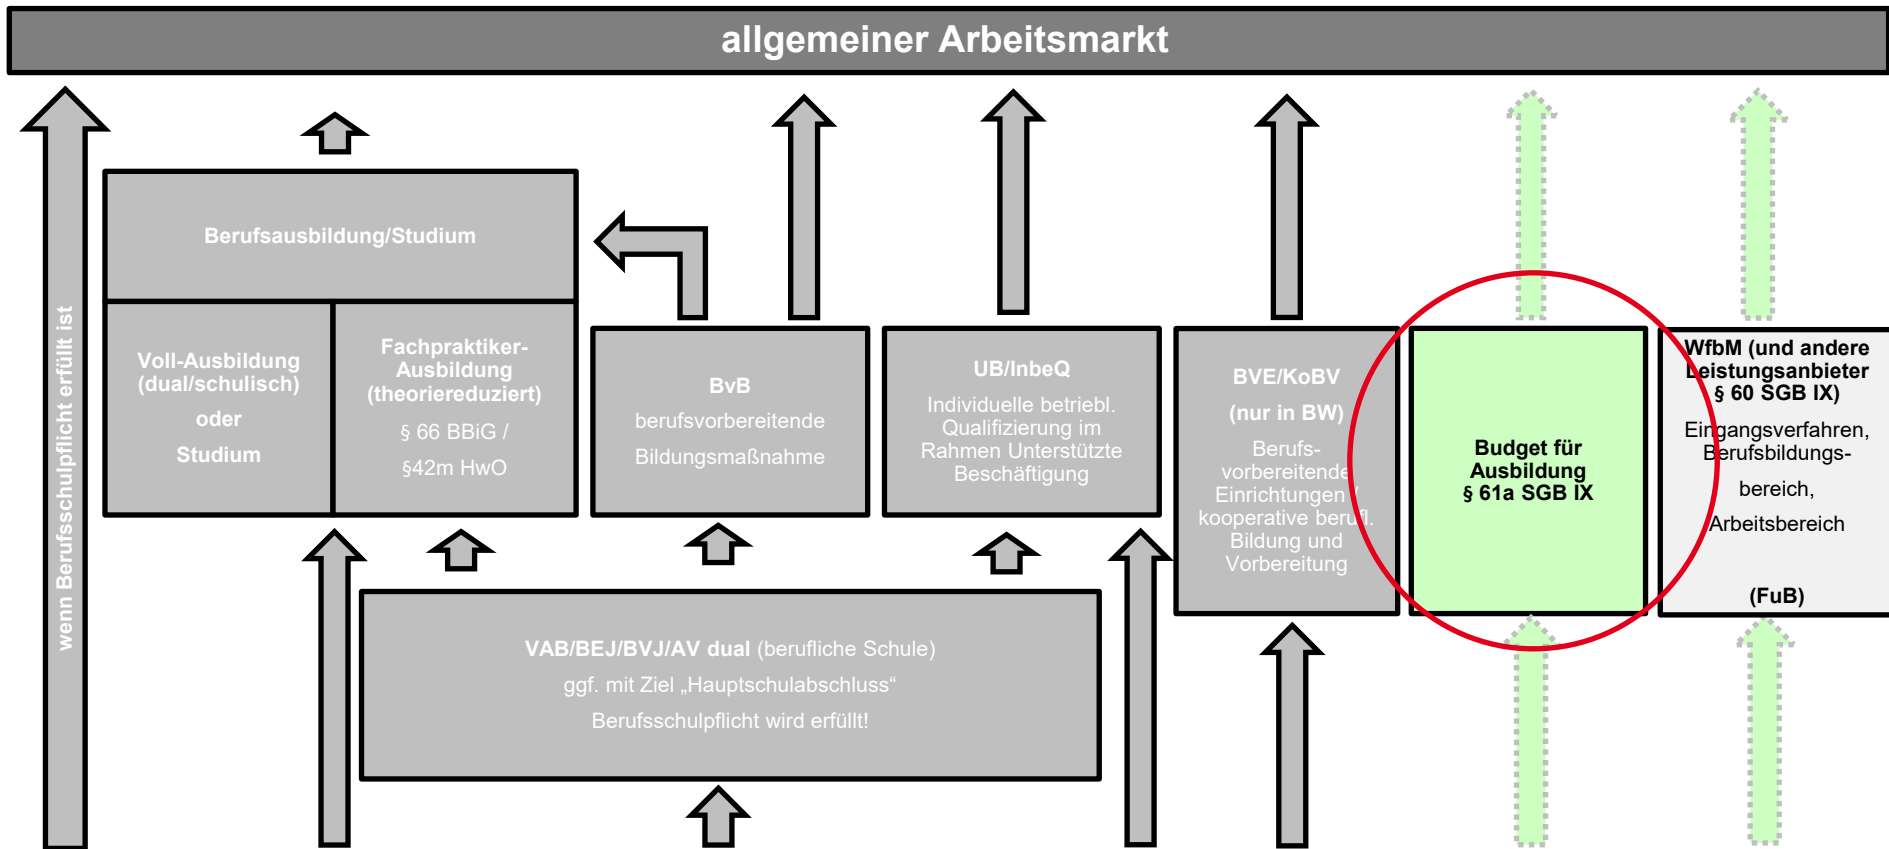 allgemeiner Arbeitsmarkt
wenn Berufsschulpflicht erfüllt ist
Berufsausbildung/Studium
Voll-Ausbildung
(dual/schulisch)
oder
Studium
Fachpraktiker-
Ausbildung
(theoriereduziert)
§ 66 BBiG /
§42m HwO
BvB
berufsvorbereitende
Bildungsmaßnahme
UB/InbeQ
Individuelle betriebl.
Qualifizierung im
Rahmen Unterstützte
Beschäftigung
BVE/KoBV
(nur in BW)
Berufs-
vorbereitende
Einrichtungen /
kooperative berufl.
Bildung und
Vorbereitung
Budget für
Ausbildung
§ 61a SGB IX
WfbM (und andere
Leistungsanbieter
§ 60 SGB IX)
Eingangsverfahren,
Berufsbildungs-
bereich,
Arbeitsbereich
(FuB)
VAB/BEJ/BVJ/AV dual (berufliche Schule)
ggf. mit Ziel „Hauptschulabschluss“
Berufsschulpflicht wird erfüllt!